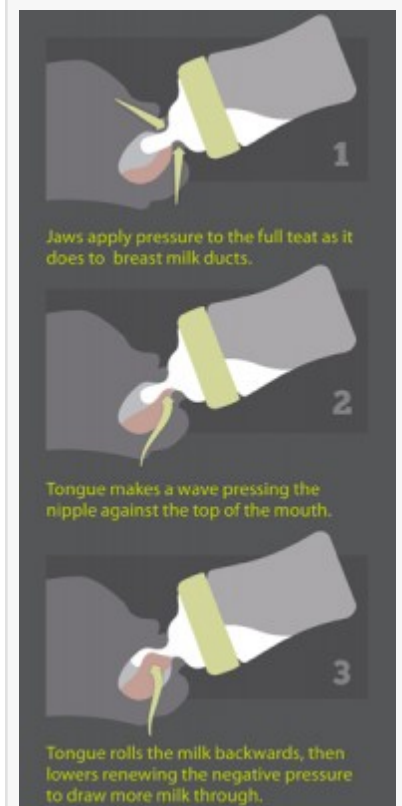 1
Jaws apply pressure to the full teat as it
does to breast milk ducts.
2
Tongue makes a wave pressing the
nipple against the top of the mouth.
3
Tongue rolls the milk backwards, then
lowers renewing the negative pressure
to draw more milk through.